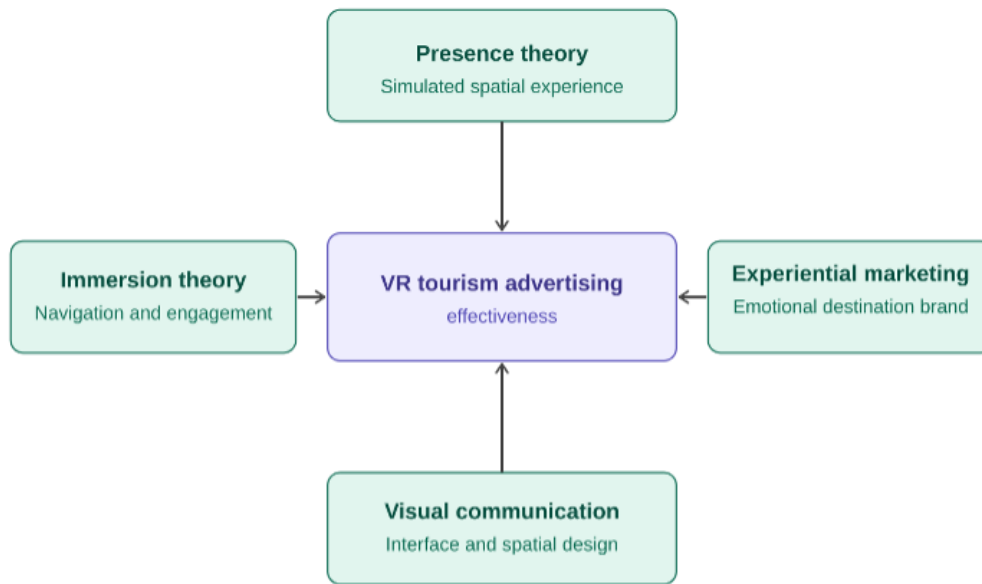 Presence theory
Simulated spatial experience
Immersion theory
Navigation and engagement
VR tourism advertising
effectiveness
Experiential marketing
Emotional destination brand
Visual communication
Interface and spatial design